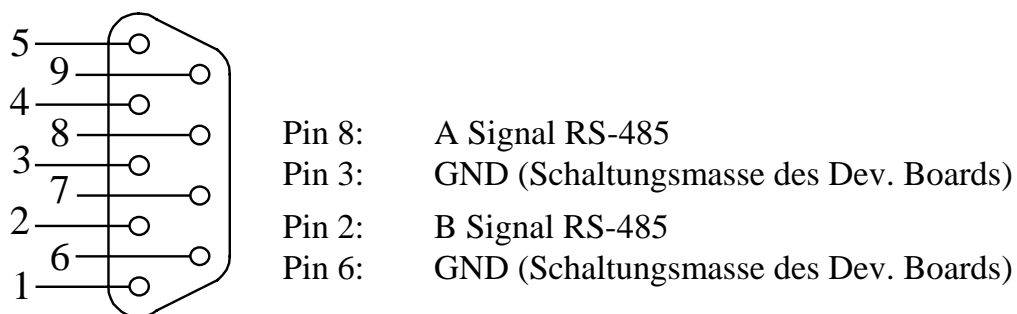 5
9
4
8
3
7
2
6
1
Pin 8: A Signal RS-485
Pin 3: GND (Schaltungsmasse des Dev. Boards)
Pin 2: B Signal RS-485
Pin 6: GND (Schaltungsmasse des Dev. Boards)